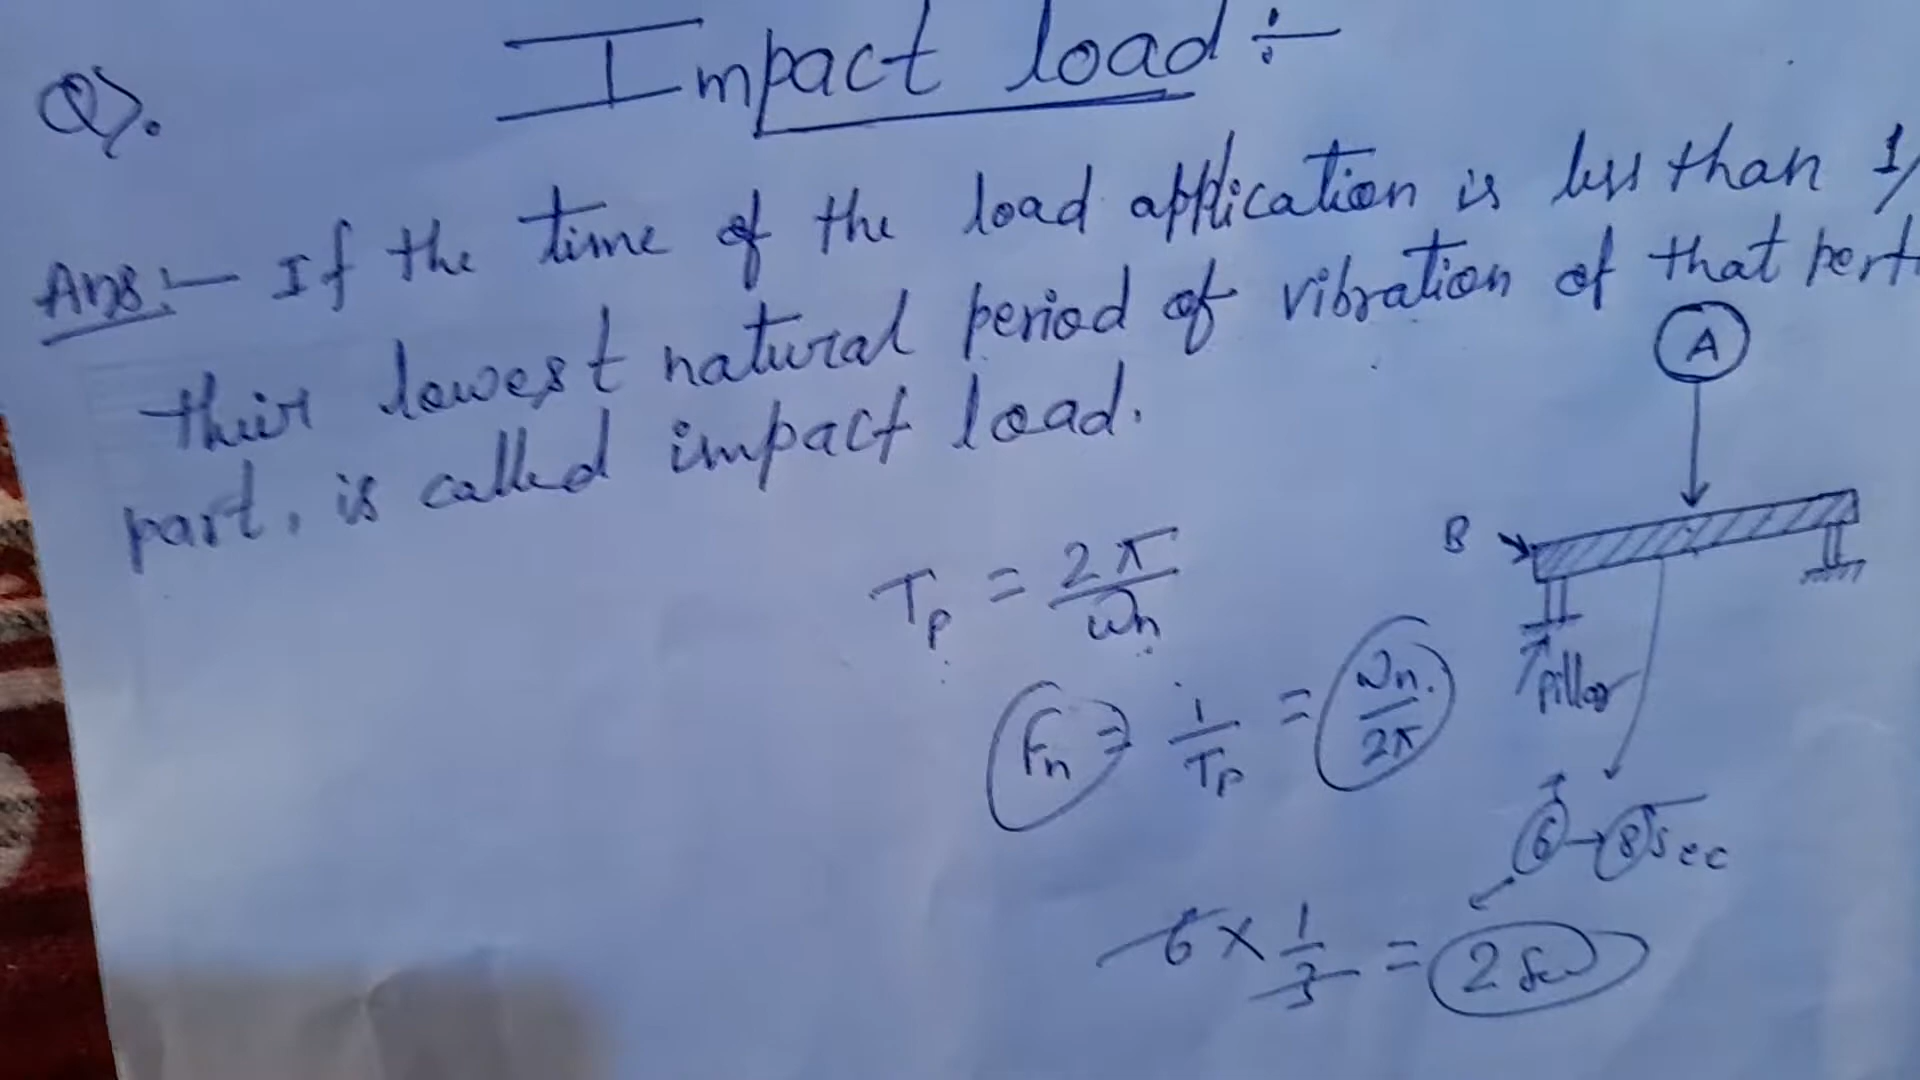 Q).
Impact load :-
Ans:- If the time of the load application is less than 1/
their lowest natural period of vibration of that part
part, is called impact load.
A
B
Tp = 2π/ωn
pillar
Fn => 1/Tp = ωn/2π
6 → 8 sec
6 × 1/3 = 2 sec